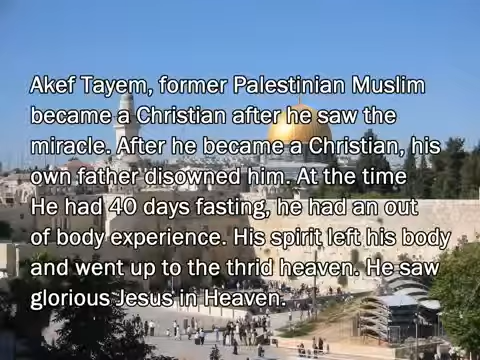 Akef Tayem, former Palestinian Muslim
became a Christian after he saw the
miracle. After he became a Christian, his
own father disowned him. At the time
He had 40 days fasting, he had an out
of body experience. His spirit left his body
and went up to the thrid heaven. He saw
glorious Jesus in Heaven.